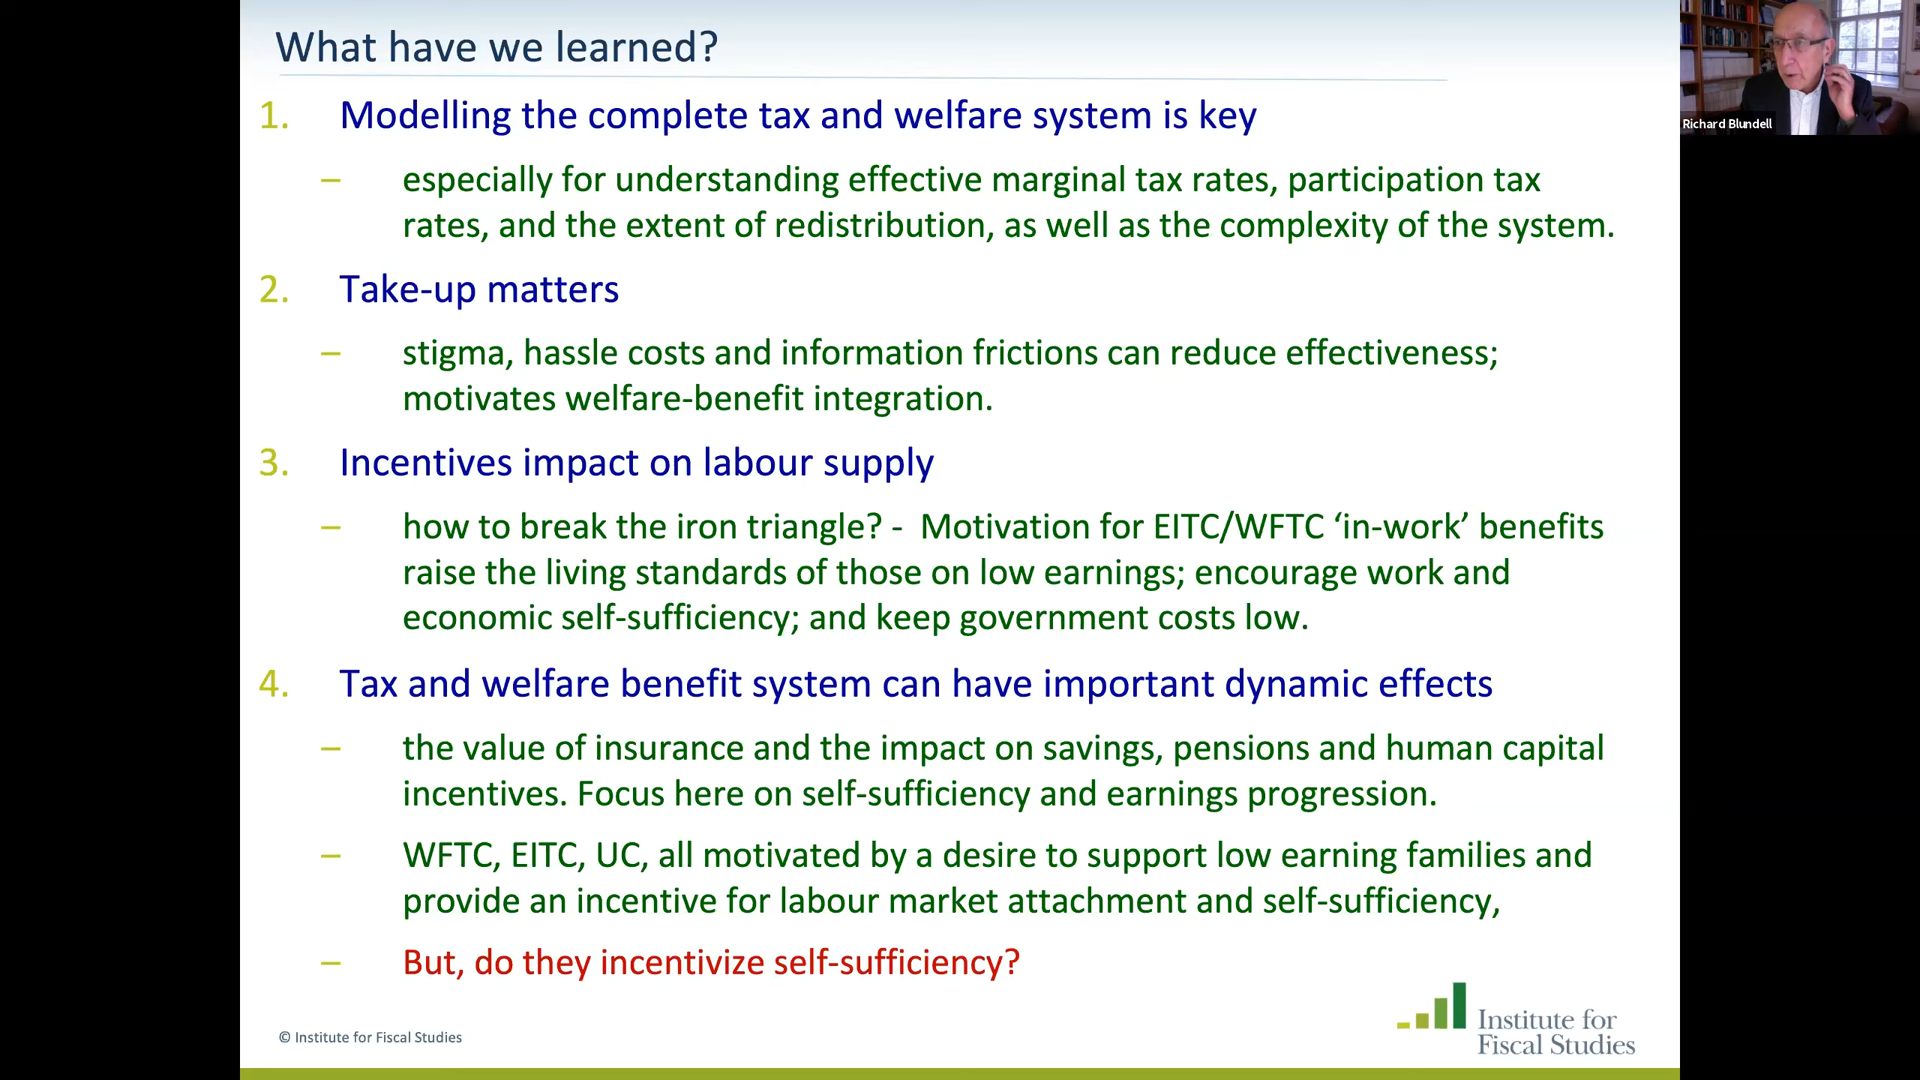 What have we learned?
Richard Blundell
1. Modelling the complete tax and welfare system is key
– especially for understanding effective marginal tax rates, participation tax
rates, and the extent of redistribution, as well as the complexity of the system.
2. Take-up matters
– stigma, hassle costs and information frictions can reduce effectiveness;
motivates welfare-benefit integration.
3. Incentives impact on labour supply
– how to break the iron triangle? - Motivation for EITC/WFTC ‘in-work’ benefits
raise the living standards of those on low earnings; encourage work and
economic self-sufficiency; and keep government costs low.
4. Tax and welfare benefit system can have important dynamic effects
– the value of insurance and the impact on savings, pensions and human capital
incentives. Focus here on self-sufficiency and earnings progression.
– WFTC, EITC, UC, all motivated by a desire to support low earning families and
provide an incentive for labour market attachment and self-sufficiency,
– But, do they incentivize self-sufficiency?
© Institute for Fiscal Studies
Institute for
Fiscal Studies